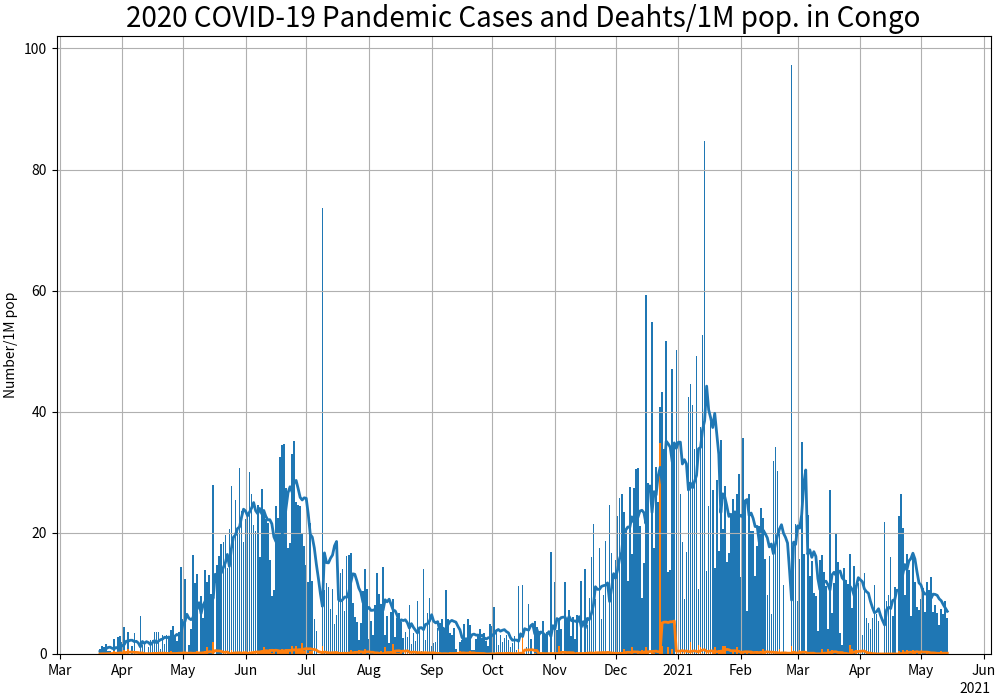 2020 COVID-19 Pandemic Cases and Deahts/1M pop. in Congo
Number/1M pop
100
80
60
40
20
0
Mar Apr May Jun Jul Aug Sep Oct Nov Dec 2021 Feb Mar Apr May Jun
2021